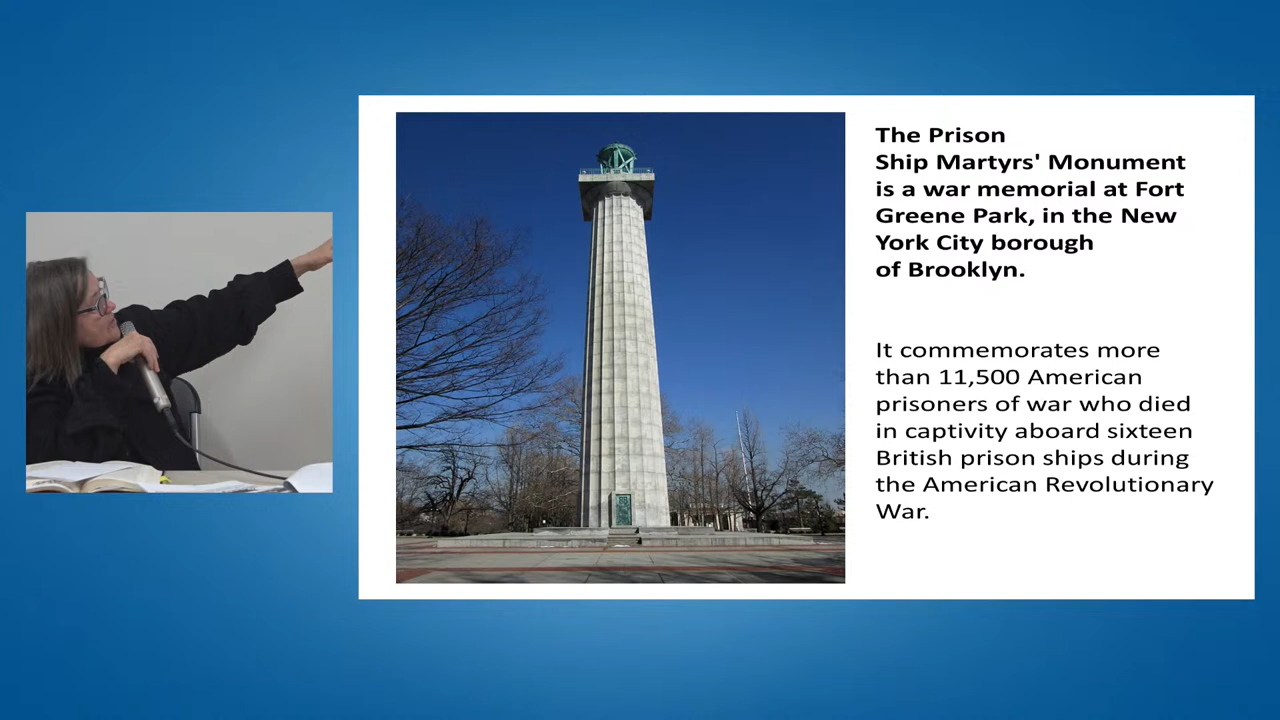 The Prison
Ship Martyrs' Monument
is a war memorial at Fort
Greene Park, in the New
York City borough
of Brooklyn.
It commemorates more
than 11,500 American
prisoners of war who died
in captivity aboard sixteen
British prison ships during
the American Revolutionary
War.